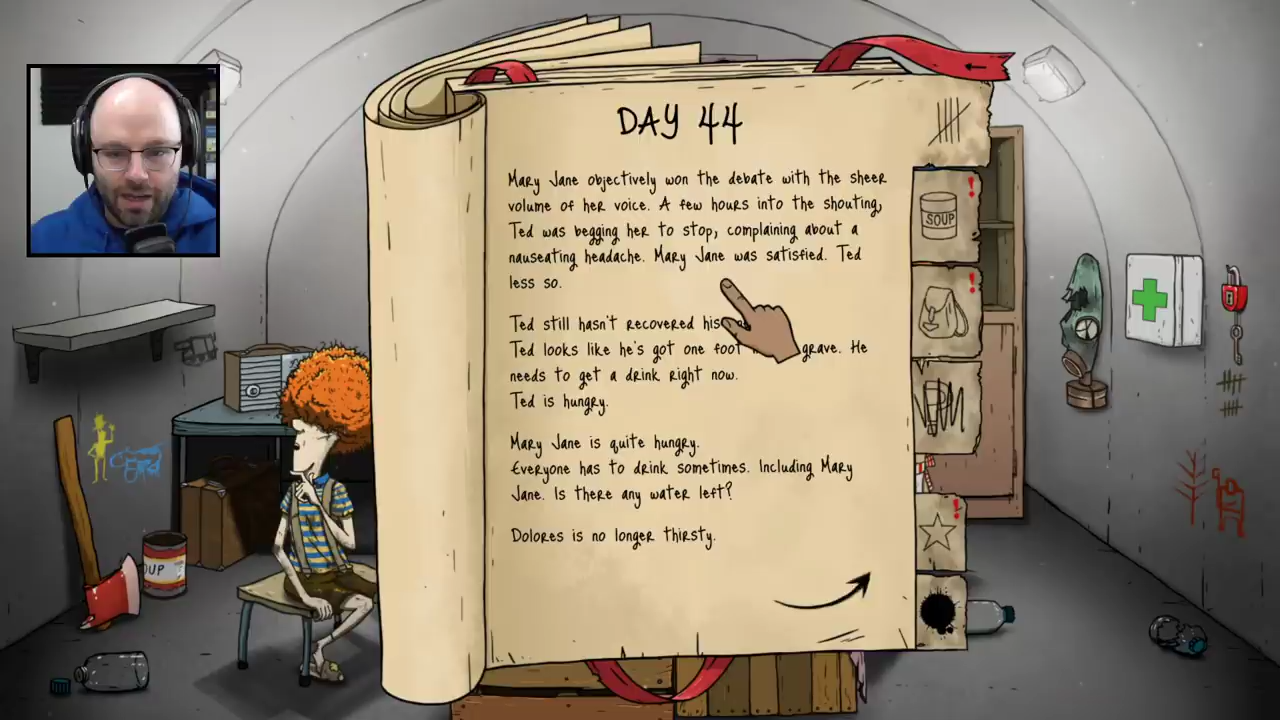 DAY 44
Mary Jane objectively won the debate with the sheer
volume of her voice. A few hours into the shouting,
Ted was begging her to stop, complaining about a
nauseating headache. Mary Jane was satisfied. Ted
less so.
Ted still hasn't recovered his
Ted looks like he's got one foot grave. He
needs to get a drink right now.
Ted is hungry.
Mary Jane is quite hungry.
Everyone has to drink sometimes. Including Mary
Jane. Is there any water left?
Dolores is no longer thirsty.
SOUP
!
!
!
OUP